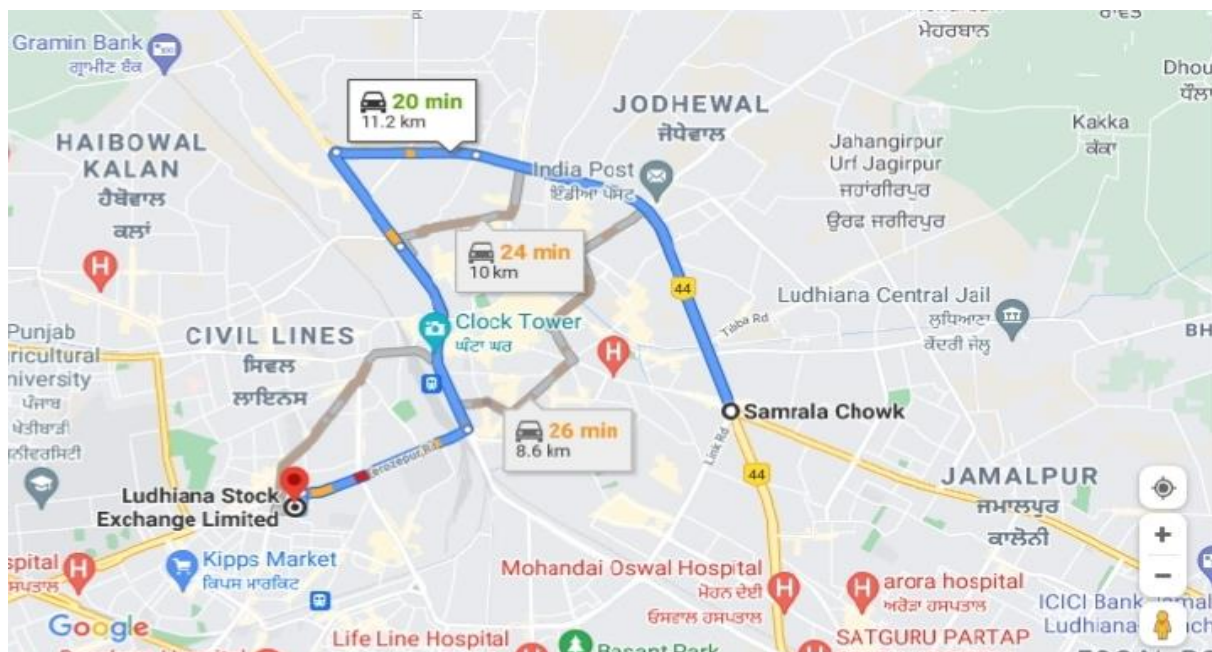 ਮੇਹਰਬਾਨ
Gramin Bank
ਗ੍ਰਾਮੀਣ ਬੈਂਕ
Dhou
20 min
11.2 km
JODHEWAL
ਜੋਧੇਵਾਲ
Kakka
ਕੱਕਾ
HAIBOWAL
KALAN
ਹੈਬੋਵਾਲ
ਕਲਾਂ
Jahangirpur
Urf Jagirpur
ਜਹਾਂਗੀਰਪੁਰ
ਉਰਫ ਜਗੀਰਪੁਰ
India Post
ਇੰਡੀਆ ਪੋਸਟ
24 min
10 km
44
Ludhiana Central Jail
ਲੁਧਿਆਣਾ
ਕੇਂਦਰੀ ਜੇਲ੍ਹ
Tibba Rd
Clock Tower
ਘੰਟਾ ਘਰ
CIVIL LINES
ਸਿਵਲ
ਲਾਇਨਸ
Punjab
ricultural
niversity
ਪੰਜਾਬ
ਖੇਤੀਬਾੜੀ
ਨੀਵਰਸਿਟੀ
BH
Samrala Chowk
26 min
8.6 km
Link Rd
44
erozepur R
Ludhiana Stock
Exchange Limited
JAMALPUR
ਜਮਾਲਪੁਰ
ਕਾਲੋਨੀ
spital
ਸਪਤਾਲ
Kipps Market
ਕਿਪਸ ਮਾਰਕਿਟ
Mohandai Oswal Hospital
ਮੋਹਨ ਦੇਈ
ਓਸਵਾਲ ਹਸਪਤਾਲ
arora hospital
ਅਰੋੜਾ ਹਸਪਤਾਲ
ICICI Bank
Ludhiana
Google
Life Line Hospital
Basant Park
SATGURU PARTAP